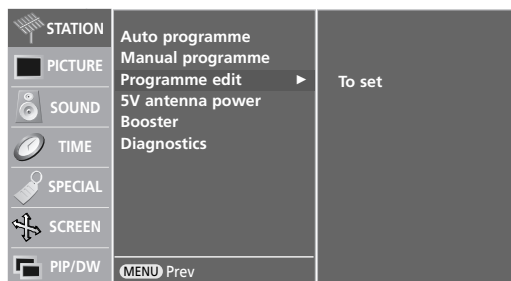 STATION
PICTURE
SOUND
TIME
SPECIAL
SCREEN
PIP/DW
Auto programme
Manual programme
Programme edit ►
5V antenna power
Booster
Diagnostics
MENU Prev
To set